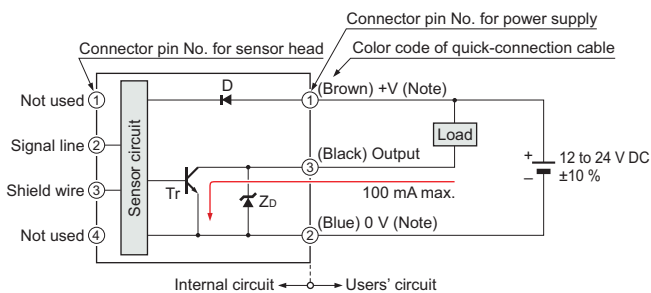 Connector pin No. for power supply
Connector pin No. for sensor head
Color code of quick-connection cable
D
Not used 1
1 (Brown) +V (Note)
Signal line 2
Sensor circuit
Load
3 (Black) Output
+
–
12 to 24 V DC
±10 %
Shield wire 3
Tr
ZD
100 mA max.
Not used 4
2 (Blue) 0 V (Note)
Internal circuit
Users' circuit